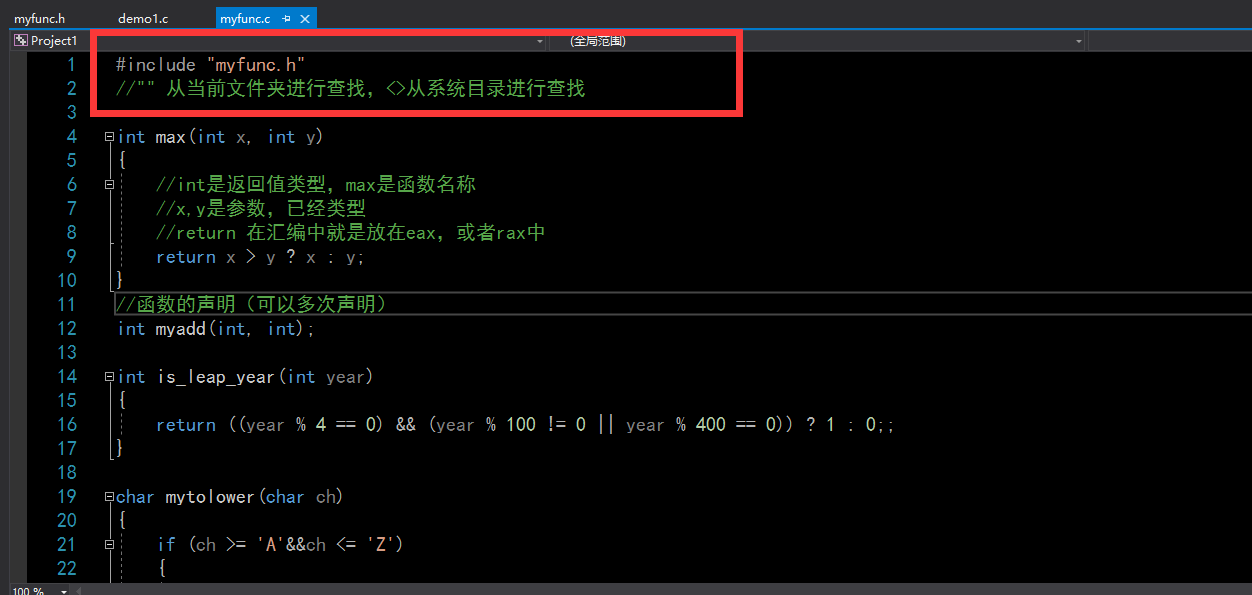 myfunc.h demo1.c myfunc.c
Project1 (全局范围)
1 #include "myfunc.h"
2 //"" 从当前文件夹进行查找，<>从系统目录进行查找
3
4 int max(int x, int y)
5 {
6 //int是返回值类型，max是函数名称
7 //x,y是参数，已经类型
8 //return 在汇编中就是放在eax，或者rax中
9 return x > y ? x : y;
10 }
11 //函数的声明（可以多次声明）
12 int myadd(int, int);
13
14 int is_leap_year(int year)
15 {
16 return ((year % 4 == 0) && (year % 100 != 0 || year % 400 == 0)) ? 1 : 0;;
17 }
18
19 char mytolower(char ch)
20 {
21 if (ch >= 'A'&&ch <= 'Z')
22 {
100 %